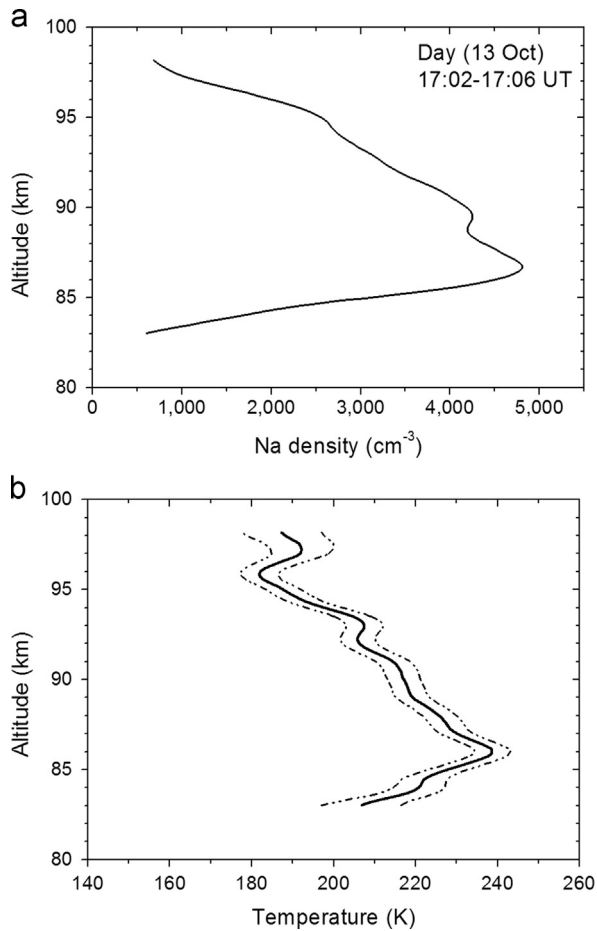 a
100
95
90
85
80
Altitude (km)
Day (13 Oct)
17:02-17:06 UT
0
1,000
2,000
3,000
4,000
5,000
Na density (cm⁻³)
b
100
95
90
85
80
Altitude (km)
140
160
180
200
220
240
260
Temperature (K)